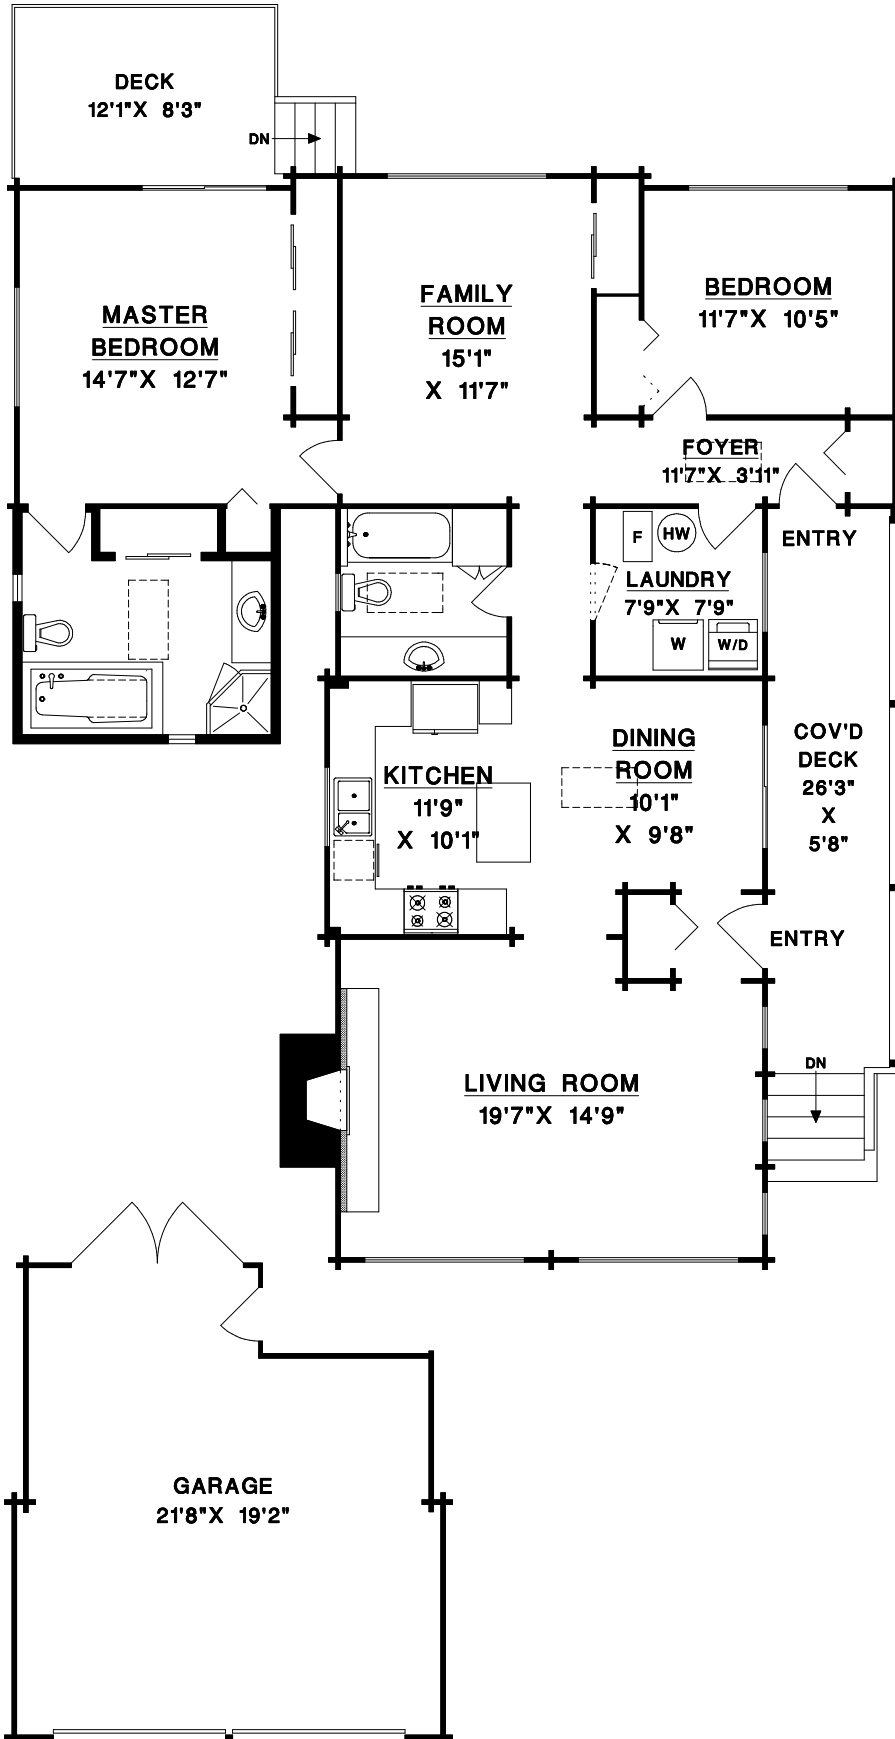 DECK
12'1"X 8'3"
DN
MASTER
BEDROOM
14'7"X 12'7"
FAMILY
ROOM
15'1"
X 11'7"
BEDROOM
11'7"X 10'5"
FOYER
11'7"X 3'11"
ENTRY
F
HW
LAUNDRY
7'9"X 7'9"
W
W/D
KITCHEN
11'9"
X 10'1"
DINING
ROOM
10'1"
X 9'8"
COV'D
DECK
26'3"
X
5'8"
ENTRY
DN
LIVING ROOM
19'7"X 14'9"
GARAGE
21'8"X 19'2"